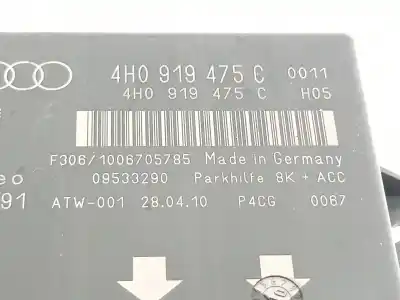 4H0 919 475 C 0011
4H0 919 475 C H05
F306/1006705785 Made in Germany
eo 08533290 Parkhilfe 8K + ACC
91 ATW-001 28.04.10 P4CG 0067